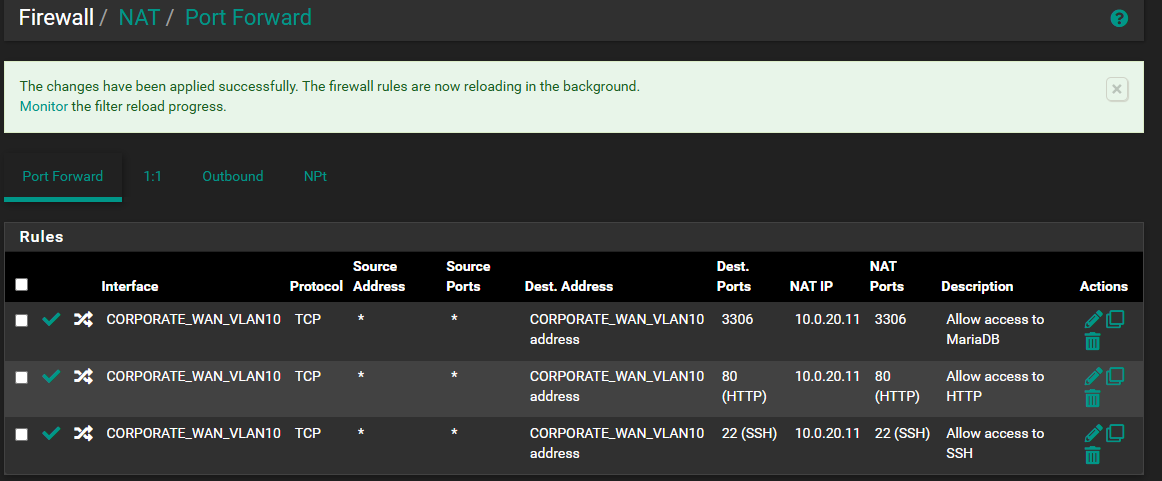 Firewall / NAT / Port Forward
The changes have been applied successfully. The firewall rules are now reloading in the background.
Monitor the filter reload progress.
Port Forward 1:1 Outbound NPt
Rules
Interface Protocol Source Address Source Ports Dest. Address Dest. Ports NAT IP NAT Ports Description Actions
CORPORATE_WAN_VLAN10 TCP * * CORPORATE_WAN_VLAN10 address 3306 10.0.20.11 3306 Allow access to MariaDB
CORPORATE_WAN_VLAN10 TCP * * CORPORATE_WAN_VLAN10 address 80 (HTTP) 10.0.20.11 80 (HTTP) Allow access to HTTP
CORPORATE_WAN_VLAN10 TCP * * CORPORATE_WAN_VLAN10 address 22 (SSH) 10.0.20.11 22 (SSH) Allow access to SSH